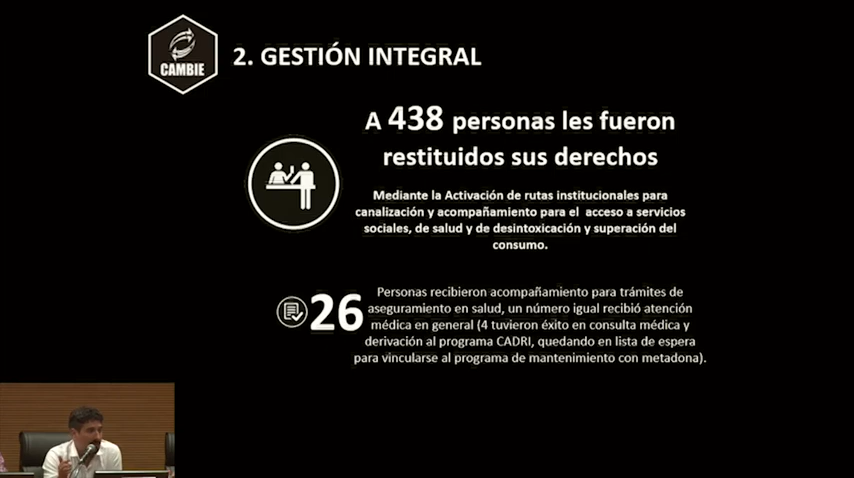 CAMBIE
2. GESTIÓN INTEGRAL
A 438 personas les fueron
restituidos sus derechos
Mediante la Activación de rutas institucionales para
canalización y acompañamiento para el acceso a servicios
sociales, de salud y de desintoxicación y superación del
consumo.
26
Personas recibieron acompañamiento para trámites de
aseguramiento en salud, un número igual recibió atención
médica en general (4 tuvieron éxito en consulta médica y
derivación al programa CADRI, quedando en lista de espera
para vincularse al programa de mantenimiento con metadona).